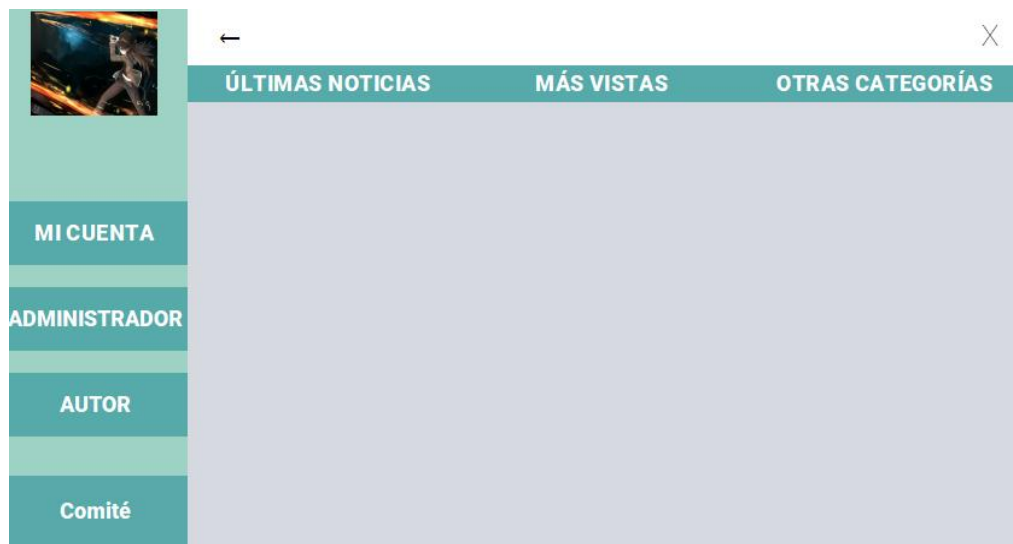 ← X
ÚLTIMAS NOTICIAS MÁS VISTAS OTRAS CATEGORÍAS
MI CUENTA
ADMINISTRADOR
AUTOR
Comité